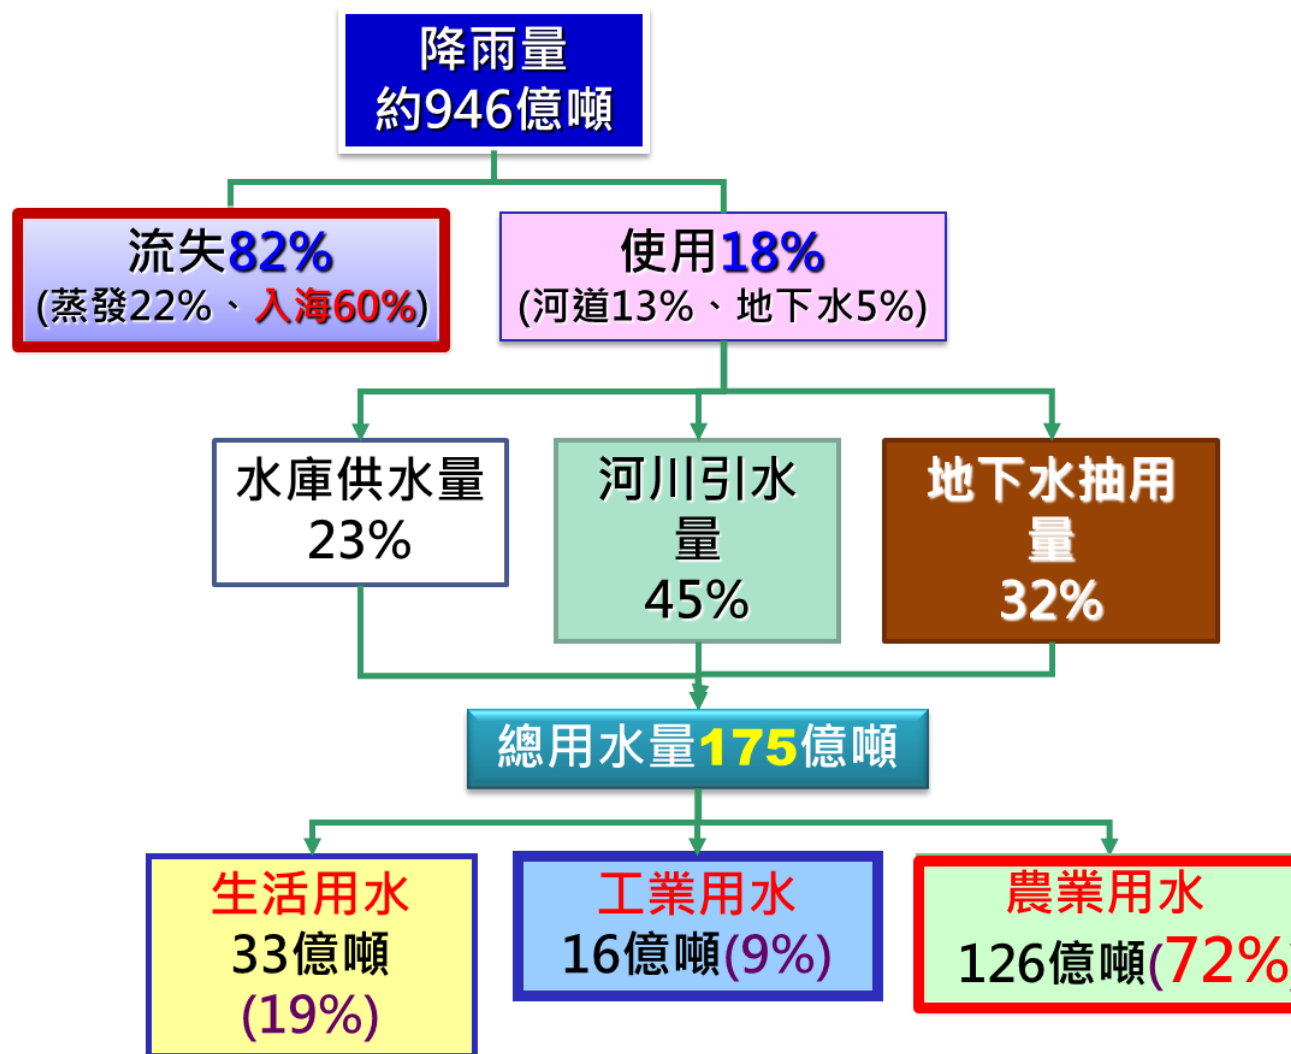 降雨量
約946億噸
流失82%
(蒸發22%、入海60%)
使用18%
(河道13%、地下水5%)
水庫供水量
23%
河川引水
量
45%
地下水抽用
量
32%
總用水量175億噸
生活用水
33億噸
(19%)
工業用水
16億噸(9%)
農業用水
126億噸(72%)